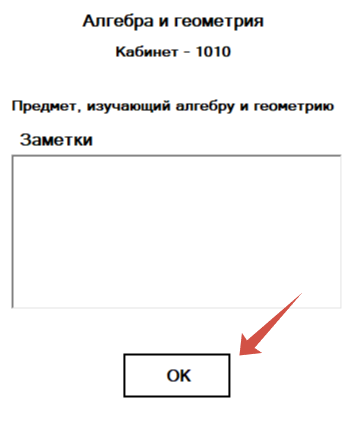 Алгебра и геометрия
Кабинет - 1010
Предмет, изучающий алгебру и геометрию
Заметки
OK